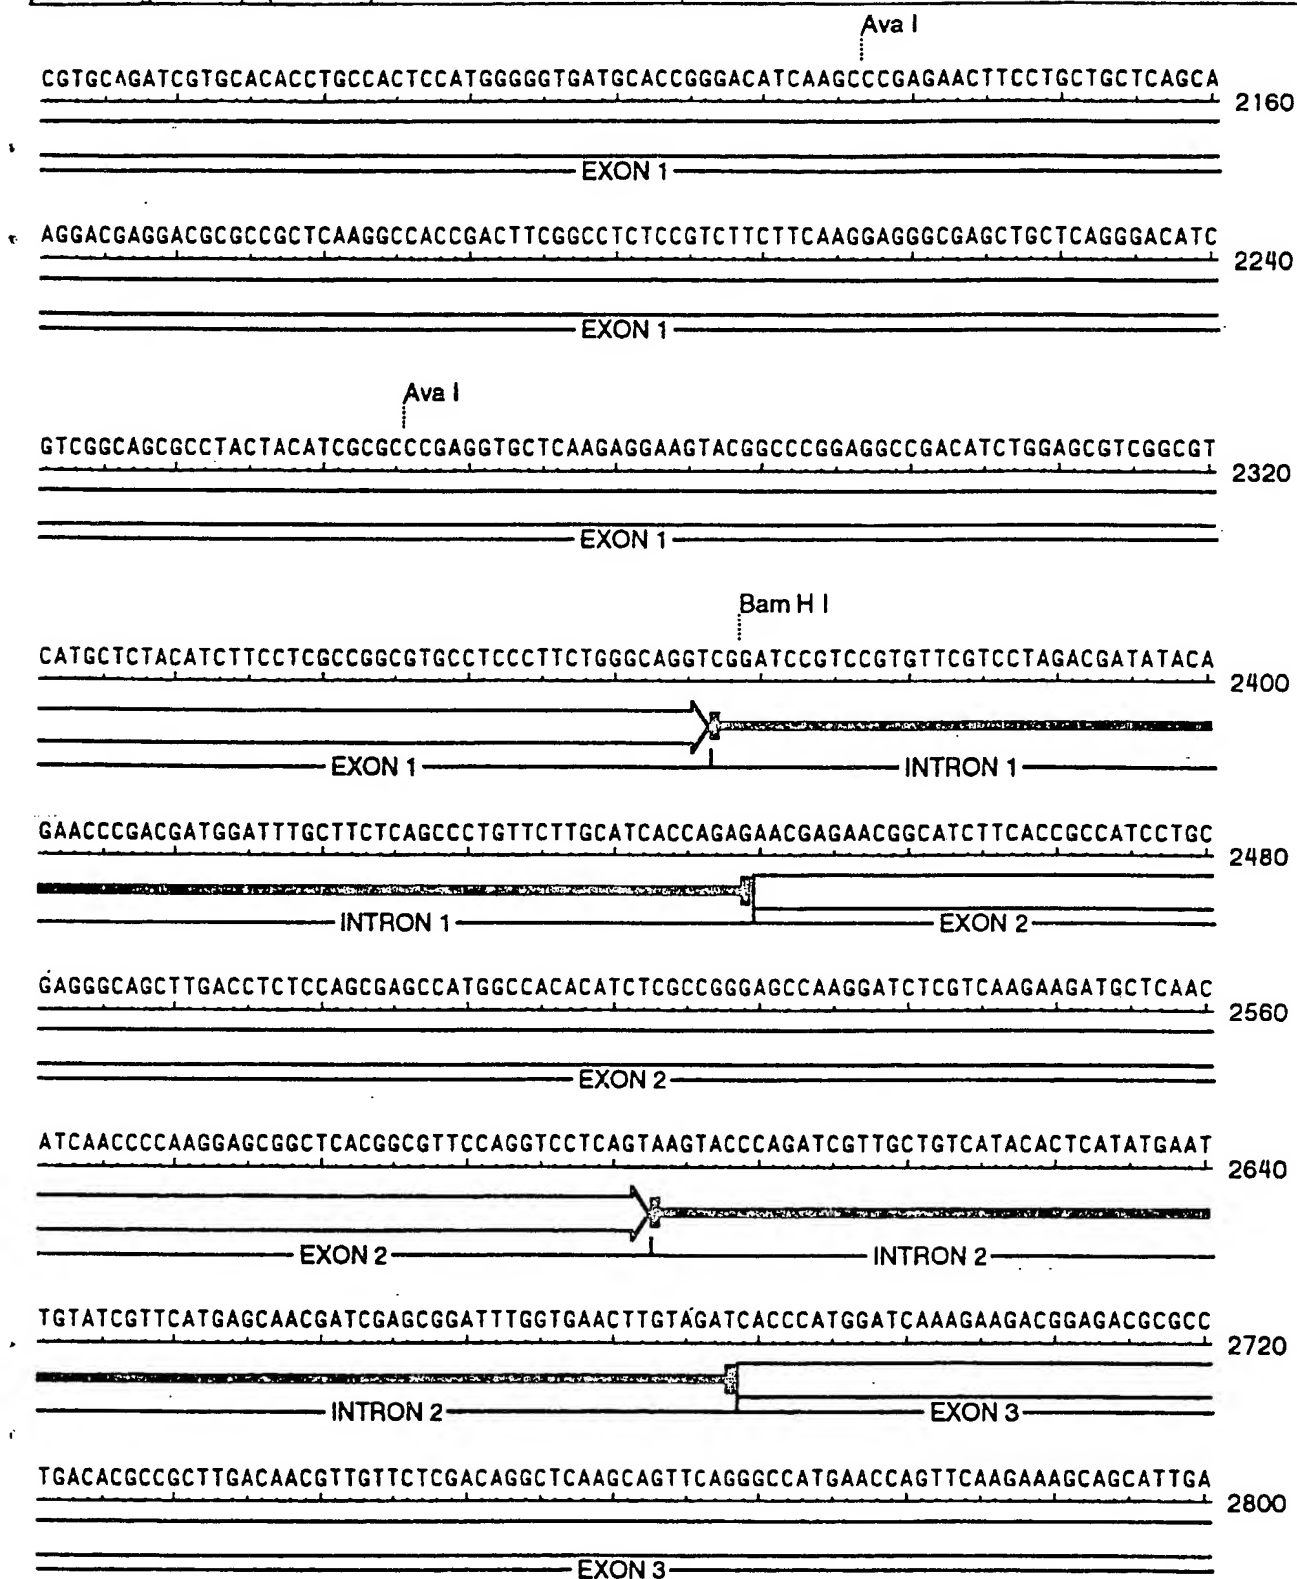 Ava I
CGTGCAGATCGTGCACACCTGCCACTCCATGGGGGTGATGCACCGGGACATCAAGCCCGAGAACTTCCTGCTGCTCAGCA
2160
EXON 1
AGGACGAGGACGCGCCGCTCAAGGCCACCGACTTCGGCCTCTCCGTCTTCTTCAAGGAGGGCGAGCTGCTCAGGGACATC
2240
EXON 1
Ava I
GTCGGCAGCGCCTACTACATCGCGCCCGAGGTGCTCAAGAGGAAGTACGGCCCGGAGGCCGACATCTGGAGCGTCGGCGT
2320
EXON 1
Bam H I
CATGCTCTACATCTTCCTCGCCGGCGTGCCTCCCTTCTGGGCAGGTCGGATCCGTCCGTGTTCGTCCTAGACGATATACA
2400
EXON 1 INTRON 1
GAACCCGACGATGGATTTGCTTCTCAGCCCTGTTCTTGCATCACCAGAGAACGAGAACGGCATCTTCACCGCCATCCTGC
2480
INTRON 1 EXON 2
GAGGGCAGCTTGACCTCTCCAGCGAGCCATGGCCACACATCTCGCCGGGAGCCAAGGATCTCGTCAAGAAGATGCTCAAC
2560
EXON 2
ATCAACCCCAAGGAGCGGCTCACGGCGTTCCAGGTCCTCAGTAAGTACCCAGATCGTTGCTGTCATACACTCATATGAAT
2640
EXON 2 INTRON 2
TGTATCGTTCATGAGCAACGATCGAGCGGATTTGGTGAACTTGTAGATCACCCATGGATCAAAGAAGACGGAGACGCGCC
2720
INTRON 2 EXON 3
TGACACGCCGCTTGACAACGTTGTTCTCGACAGGCTCAAGCAGTTCAGGGCCATGAACCAGTTCAAGAAAGCAGCATTGA
2800
EXON 3